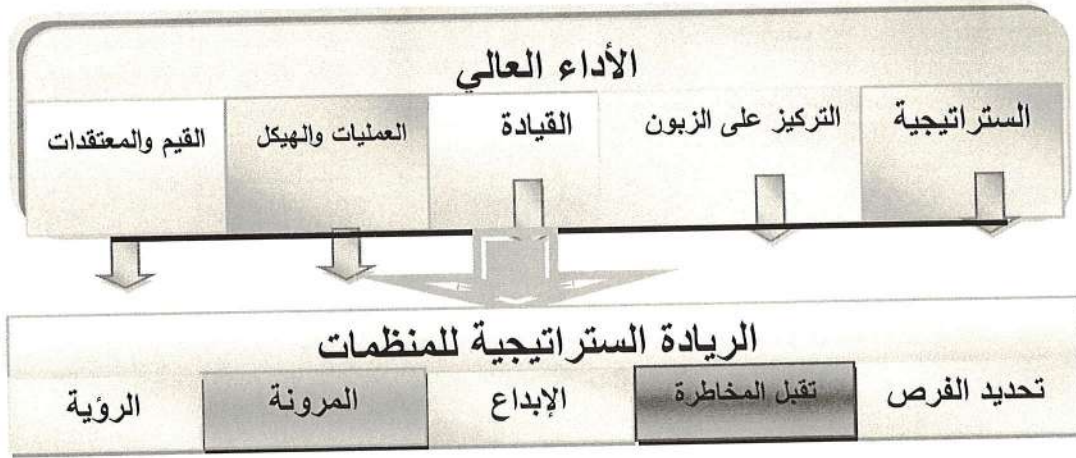 الأداء العالي
الستراتيجية التركيز على الزبون القيادة العمليات والهيكل القيم والمعتقدات
الريادة الستراتيجية للمنظمات
تحديد الفرص تقبل المخاطرة الإبداع المرونة الرؤية